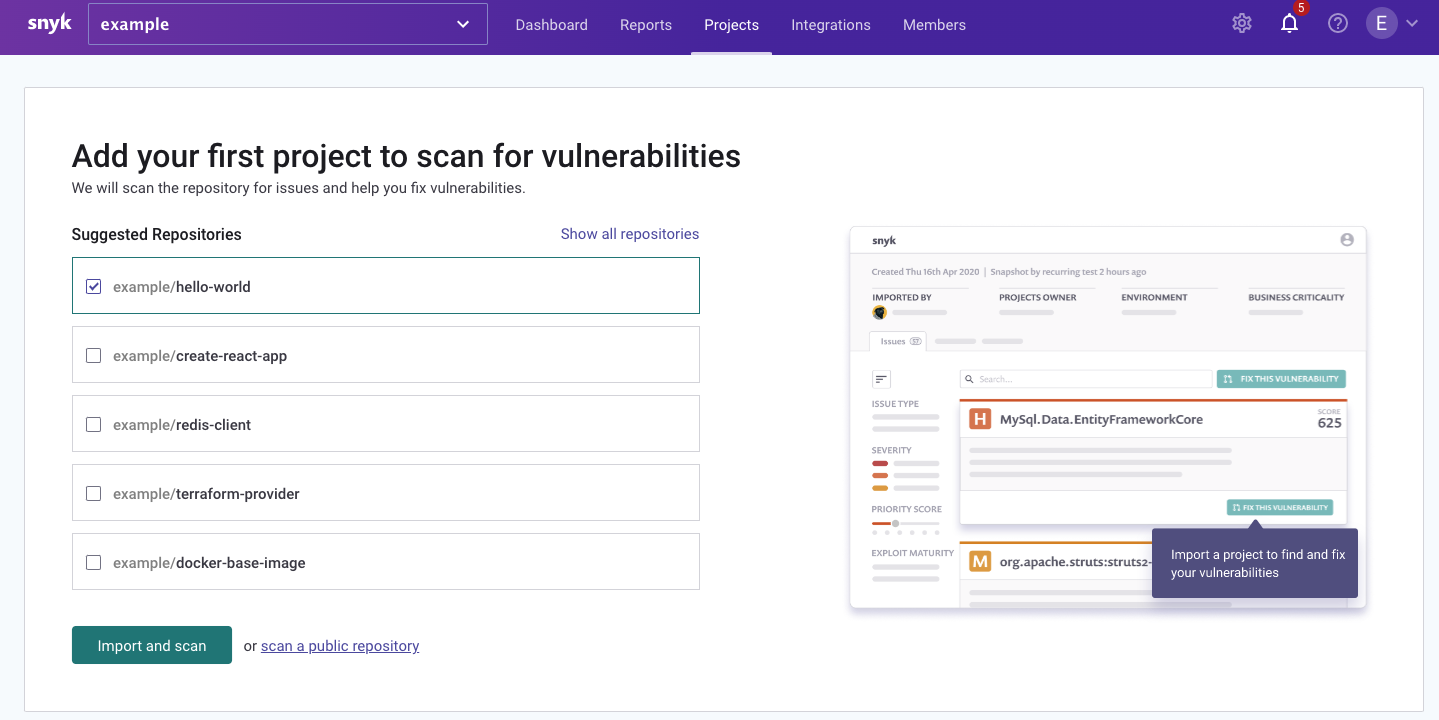 snyk
example
Dashboard
Reports
Projects
Integrations
Members
5
E
Add your first project to scan for vulnerabilities
We will scan the repository for issues and help you fix vulnerabilities.
Suggested Repositories
Show all repositories
example/hello-world
example/create-react-app
example/redis-client
example/terraform-provider
example/docker-base-image
Import and scan
or scan a public repository
snyk
Created Thu 16th Apr 2020 | Snapshot by recurring test 2 hours ago
IMPORTED BY
PROJECTS OWNER
ENVIRONMENT
BUSINESS CRITICALITY
Issues
Search...
FIX THIS VULNERABILITY
ISSUE TYPE
SEVERITY
PRIORITY SCORE
EXPLOIT MATURITY
H MySql.Data.EntityFrameworkCore
SCORE
625
FIX THIS VULNERABILITY
M org.apache.struts:struts2-
Import a project to find and fix
your vulnerabilities